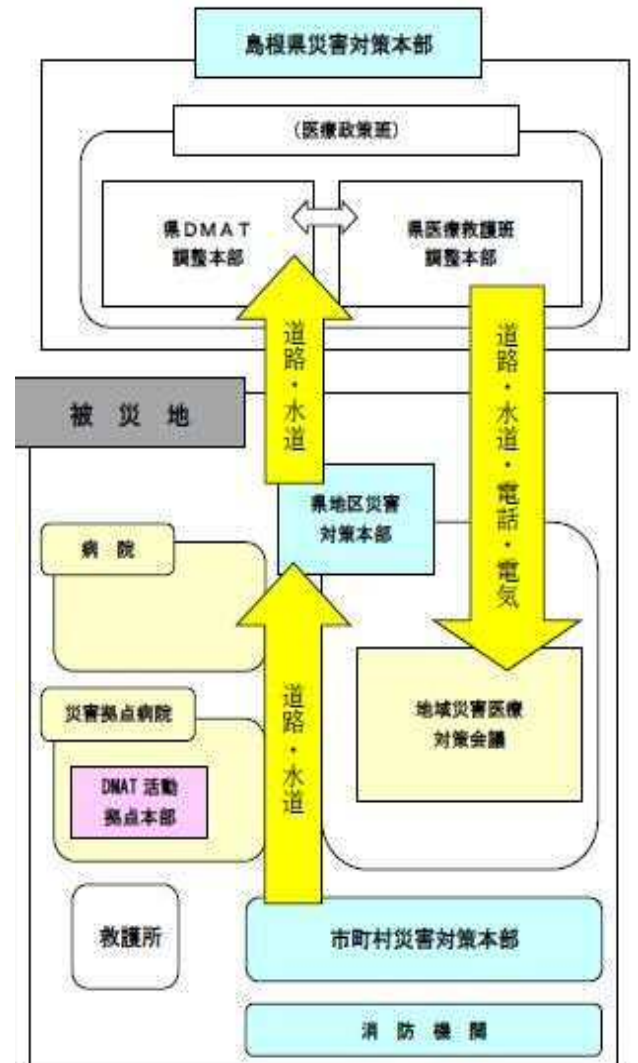 島根県災害対策本部
（医療政策班）
県ＤＭＡＴ
調整本部
県医療救護班
調整本部
道路・水道
道路・水道・電話・電気
被災地
県地区災害
対策本部
病院
災害拠点病院
DMAT 活動
拠点本部
道路・水道
地域災害医療
対策会議
救護所
市町村災害対策本部
消防機関